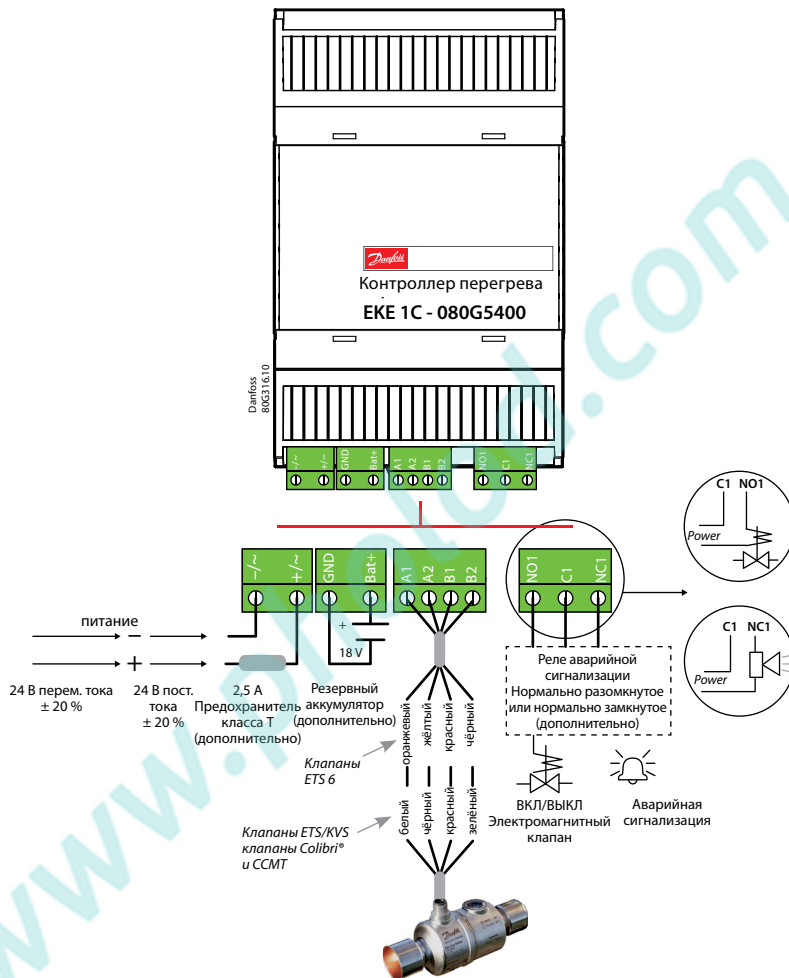 Danfoss
Контроллер перегрева
EKE 1C - 080G5400
Danfoss
80G316.10
-/~
+/~
GND
Bat+
A1
A2
B1
B2
NO1
C1
NC1
-/~
+/~
GND
Bat+
A1
A2
B1
B2
NO1
C1
NC1
C1 NO1
Power
C1 NC1
Power
питание
−
+
24 В перем. тока
± 20 %
24 В пост.
тока
± 20 %
2,5 А
Предохранитель
класса Т
(дополнительно)
+
18 V
Резервный
аккумулятор
(дополнительно)
Реле аварийной
сигнализации
Нормально разомкнутое
или нормально замкнутое
(дополнительно)
Клапаны
ETS 6
оранжевый
жёлтый
красный
чёрный
Клапаны ETS/KVS
клапаны Colibri®
и CCMT
белый
чёрный
красный
зелёный
ВКЛ/ВЫКЛ
Электромагнитный
клапан
Аварийная
сигнализация
Danfoss
www.pholod.com